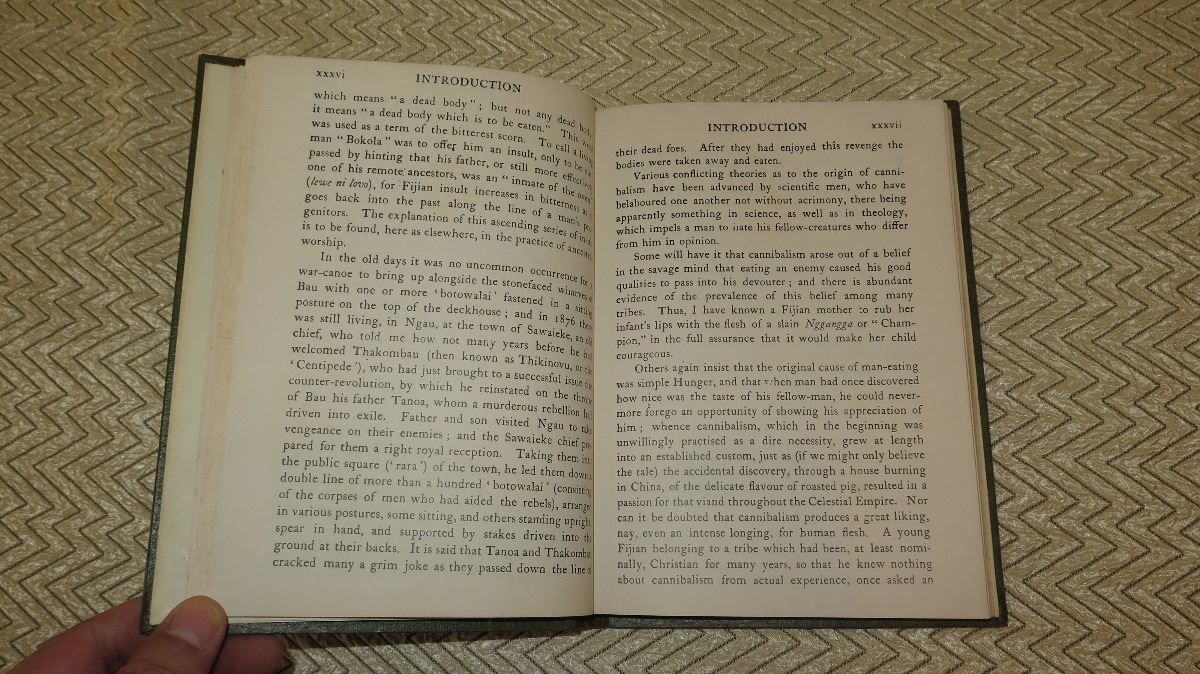 xxxvi INTRODUCTION
which means "a dead body"; but not any dead body,
it means "a dead body which is to be eaten." This
was used as a term of the bitterest scorn. To call a
man "Bokola" was to offer him an insult, only to be
passed by hinting that his father, or still more
one of his remote ancestors, was an "inmate of the oven"
(lewe ni lovo), for Fijian insult increases in bitterness as
goes back into the past along the line of a man's
genitors. The explanation of this ascending series of
is to be found, here as elsewhere, in the practice of ancestor
worship.
In the old days it was no uncommon occurrence for a
war-canoe to bring up alongside the stonefaced wharves of
Bau with one or more 'botowalai' fastened in a sitting
posture on the top of the deckhouse; and in 1876 there
was still living, in Ngau, at the town of Sawaieke, an old
chief, who told me how not many years before he had
welcomed Thakombau (then known as Thikinovu, or the
'Centipede'), who had just brought to a successful issue the
counter-revolution, by which he reinstated on the throne
of Bau his father Tanoa, whom a murderous rebellion had
driven into exile. Father and son visited Ngau to take
vengeance on their enemies; and the Sawaieke chief pre-
pared for them a right royal reception. Taking them into
the public square ('rara') of the town, he led them down a
double line of more than a hundred 'botowalai' (consisting
of the corpses of men who had aided the rebels), arranged
in various postures, some sitting, and others standing upright
spear in hand, and supported by stakes driven into the
ground at their backs. It is said that Tanoa and Thakombau
cracked many a grim joke as they passed down the line of
INTRODUCTION xxxvii
their dead foes. After they had enjoyed this revenge the
bodies were taken away and eaten.
Various conflicting theories as to the origin of canni-
balism have been advanced by scientific men, who have
belaboured one another not without acrimony, there being
apparently something in science, as well as in theology,
which impels a man to hate his fellow-creatures who differ
from him in opinion.
Some will have it that cannibalism arose out of a belief
in the savage mind that eating an enemy caused his good
qualities to pass into his devourer; and there is abundant
evidence of the prevalence of this belief among many
tribes. Thus, I have known a Fijian mother to rub her
infant's lips with the flesh of a slain Nggangga or "Cham-
pion," in the full assurance that it would make her child
courageous.
Others again insist that the original cause of man-eating
was simple Hunger, and that when man had once discovered
how nice was the taste of his fellow-man, he could never-
more forego an opportunity of showing his appreciation of
him; whence cannibalism, which in the beginning was
unwillingly practised as a dire necessity, grew at length
into an established custom, just as (if we might only believe
the tale) the accidental discovery, through a house burning
in China, of the delicate flavour of roasted pig, resulted in a
passion for that viand throughout the Celestial Empire. Nor
can it be doubted that cannibalism produces a great liking,
nay, even an intense longing, for human flesh. A young
Fijian belonging to a tribe which had been, at least nomi-
nally, Christian for many years, so that he knew nothing
about cannibalism from actual experience, once asked an